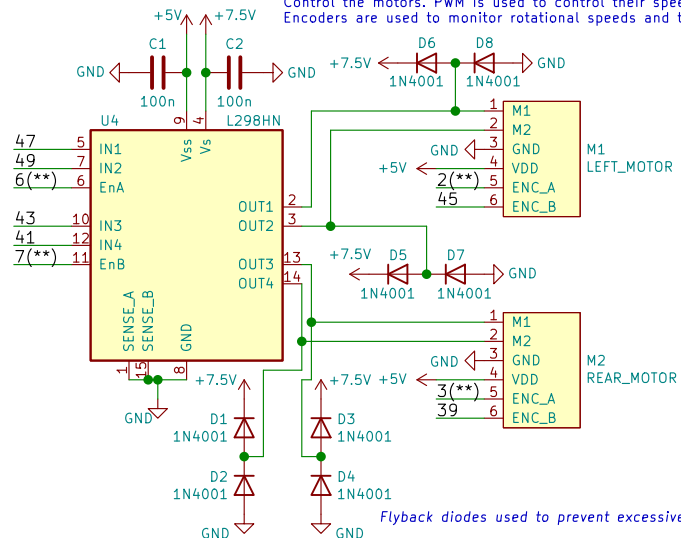 Control the motors. PWM is used to control their spee
Encoders are used to monitor rotational speeds and t
+5V +7.5V
C1 C2
GND GND
100n 100n
D6 D8
+7.5V GND
1N4001 1N4001
U4 L298HN
9 4
Vss Vs
47 5 IN1
49 7 IN2
6(**) 6 EnA
43 10 IN3
41 12 IN4
7(**) 11 EnB
OUT1 2
OUT2 3
OUT3 13
OUT4 14
SENSE_A SENSE_B GND
1 15 8
GND
1 M1
2 M2
GND 3 GND
+5V 4 VDD
2(**) 5 ENC_A
45 6 ENC_B
M1
LEFT_MOTOR
+7.5V
D5 D7
GND
1N4001 1N4001
1 M1
2 M2
GND 3 GND
+5V 4 VDD
3(**) 5 ENC_A
39 6 ENC_B
M2
REAR_MOTOR
+7.5V +7.5V
D1 D3
1N4001 1N4001
D2 D4
1N4001 1N4001
GND GND
Flyback diodes used to prevent excessive